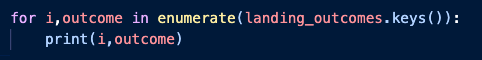 for i,outcome in enumerate(landing_outcomes.keys()):
    print(i,outcome)